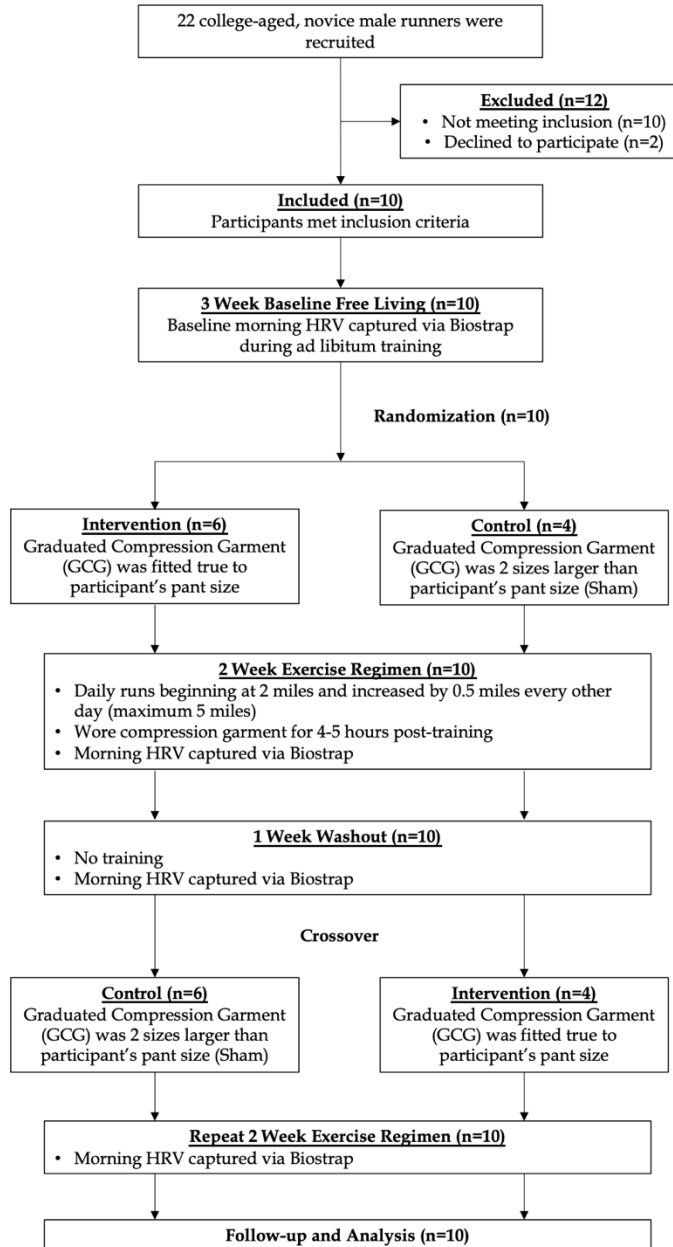 22 college-aged, novice male runners were
recruited
Excluded (n=12)
• Not meeting inclusion (n=10)
• Declined to participate (n=2)
Included (n=10)
Participants met inclusion criteria
3 Week Baseline Free Living (n=10)
Baseline morning HRV captured via Biostrap
during ad libitum training
Randomization (n=10)
Intervention (n=6)
Graduated Compression Garment
(GCG) was fitted true to
participant's pant size
Control (n=4)
Graduated Compression Garment
(GCG) was 2 sizes larger than
participant's pant size (Sham)
2 Week Exercise Regimen (n=10)
• Daily runs beginning at 2 miles and increased by 0.5 miles every other
day (maximum 5 miles)
• Wore compression garment for 4-5 hours post-training
• Morning HRV captured via Biostrap
1 Week Washout (n=10)
• No training
• Morning HRV captured via Biostrap
Crossover
Control (n=6)
Graduated Compression Garment
(GCG) was 2 sizes larger than
participant's pant size (Sham)
Intervention (n=4)
Graduated Compression Garment
(GCG) was fitted true to
participant's pant size
Repeat 2 Week Exercise Regimen (n=10)
• Morning HRV captured via Biostrap
Follow-up and Analysis (n=10)